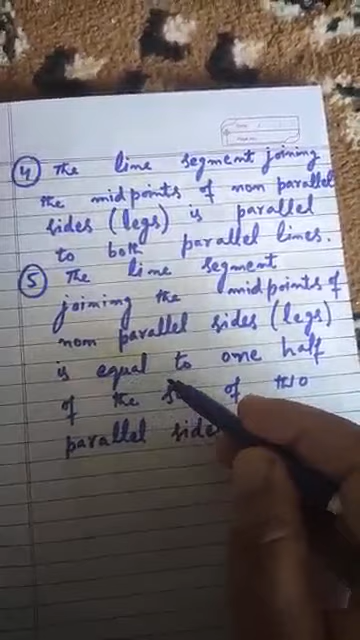 4 The line segment joining
the midpoints of non parallel
sides (legs) is parallel
to both parallel lines.
5 The line segment
joining the midpoints of
non parallel sides (legs)
is equal to one half
of the of two
parallel side